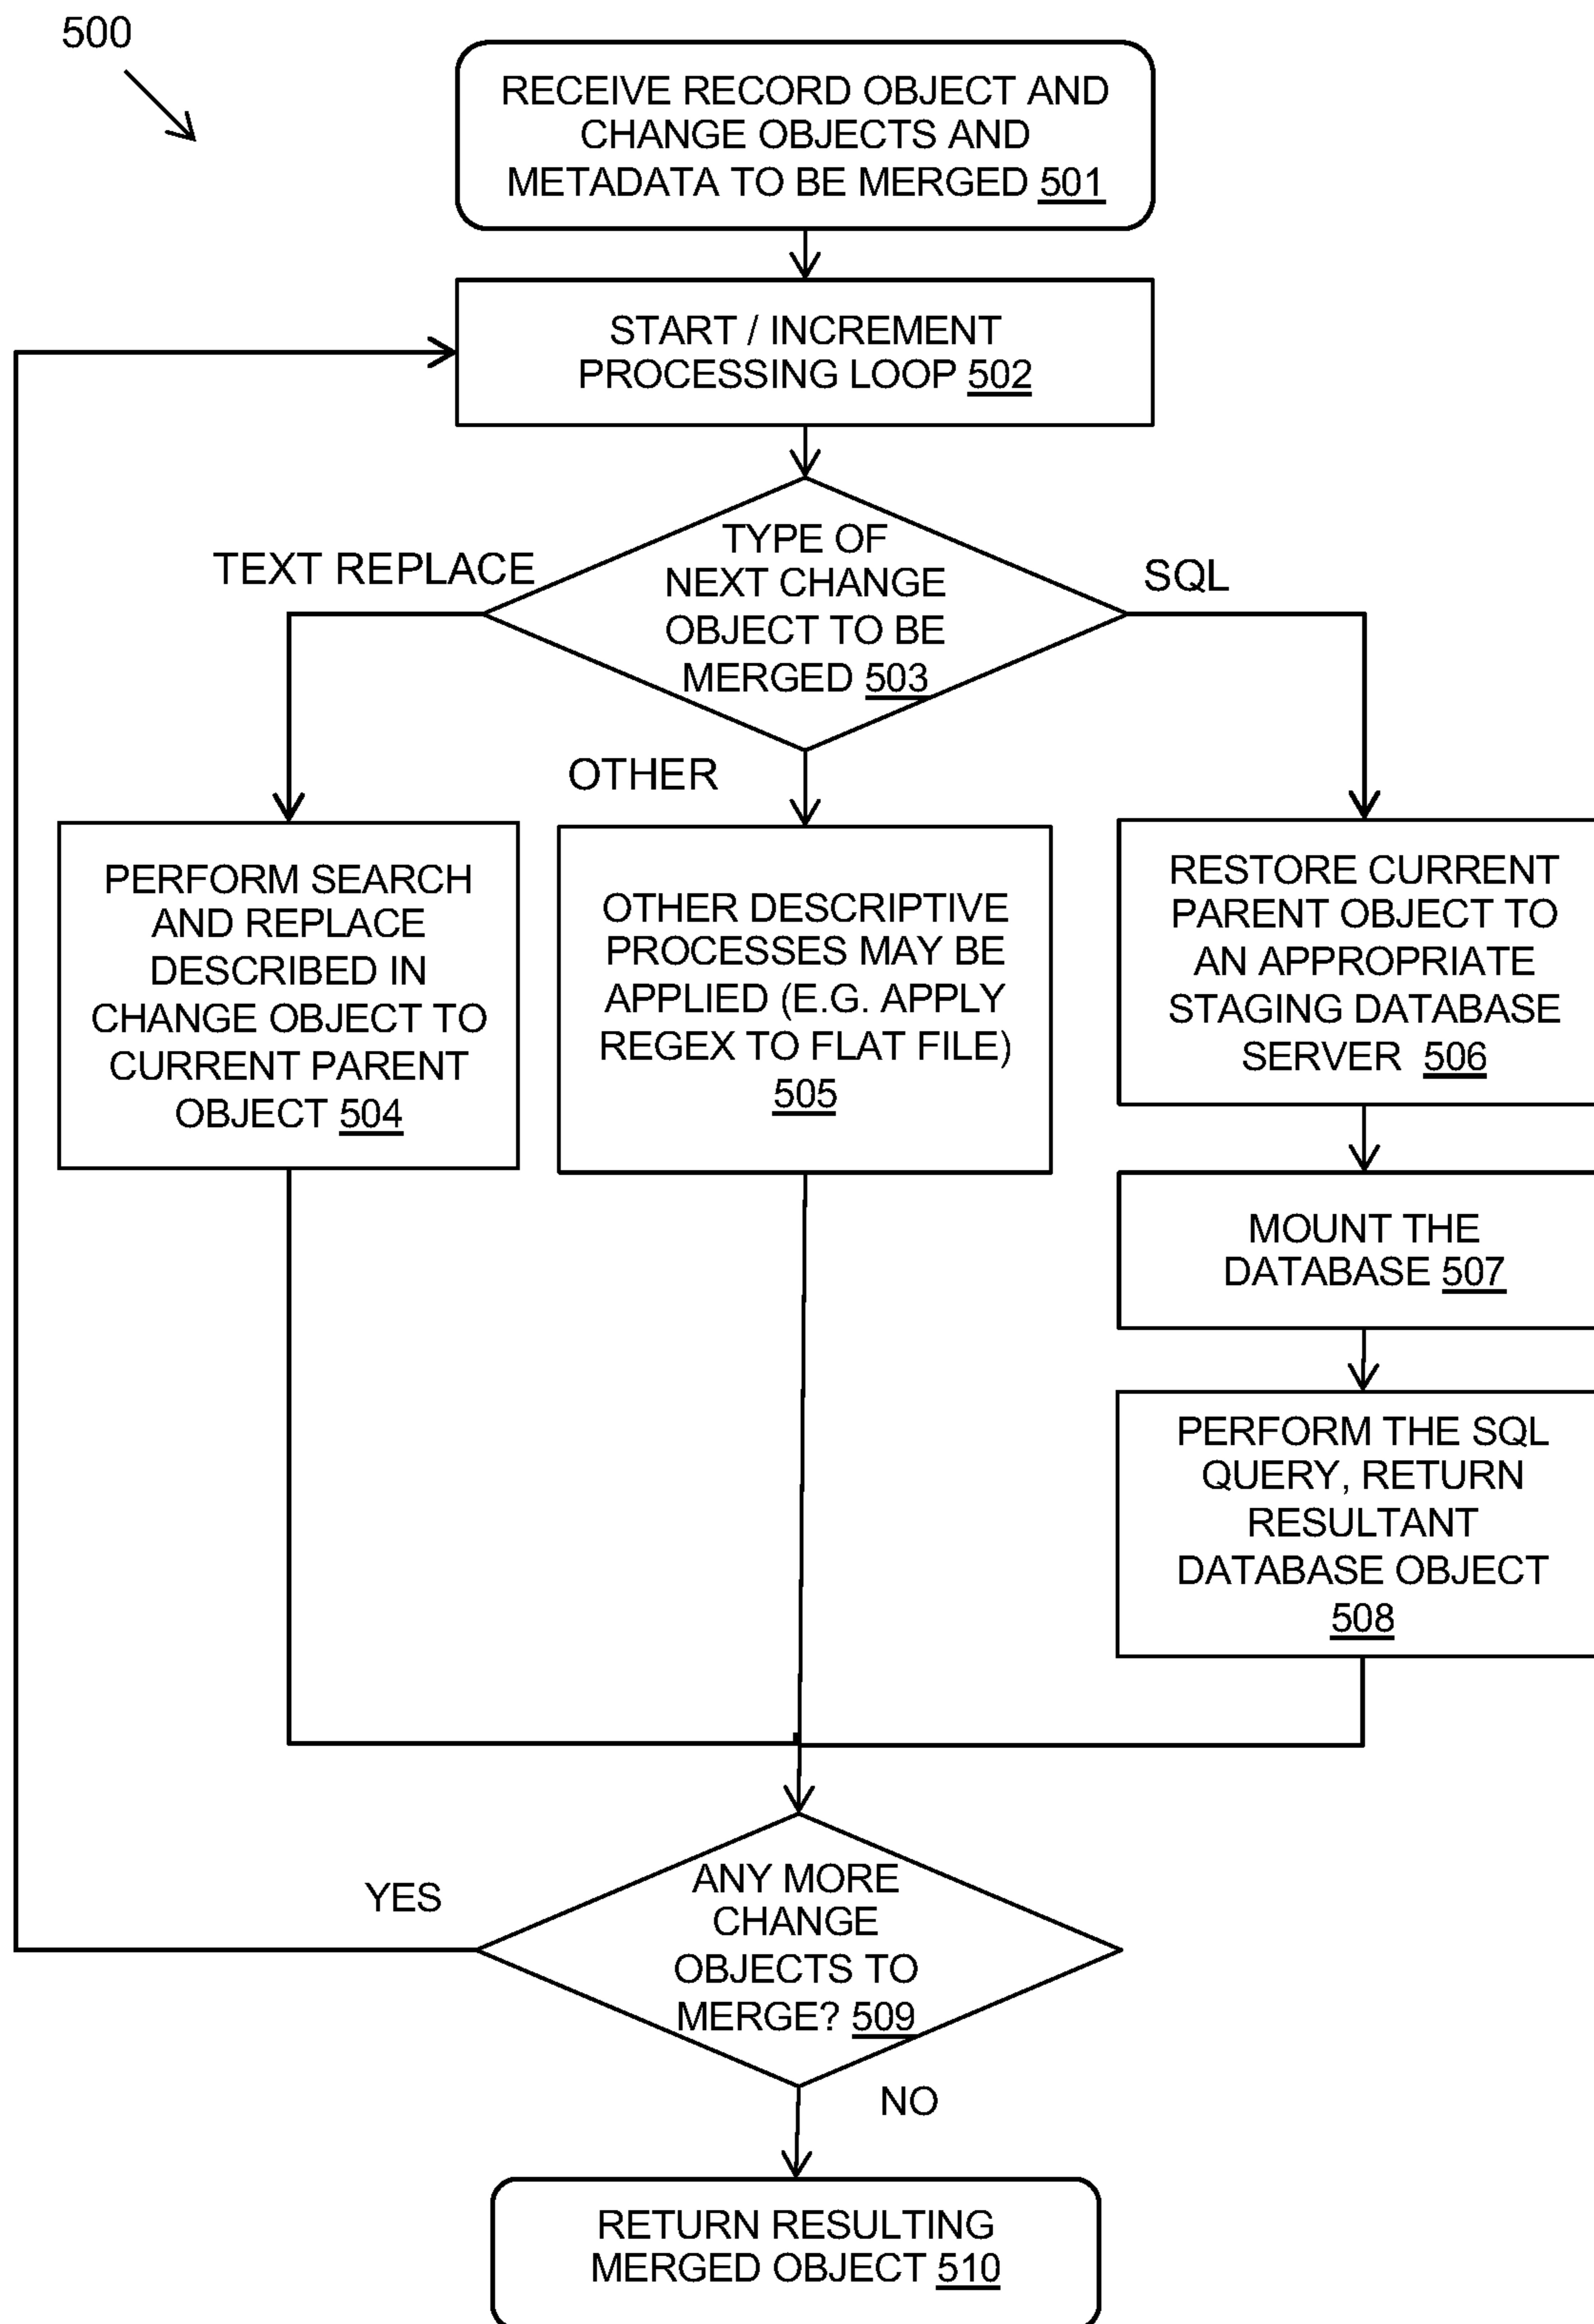 500
RECEIVE RECORD OBJECT AND
CHANGE OBJECTS AND
METADATA TO BE MERGED 501
START / INCREMENT
PROCESSING LOOP 502
TYPE OF
NEXT CHANGE
OBJECT TO BE
MERGED 503
TEXT REPLACE
SQL
OTHER
PERFORM SEARCH
AND REPLACE
DESCRIBED IN
CHANGE OBJECT TO
CURRENT PARENT
OBJECT 504
OTHER DESCRIPTIVE
PROCESSES MAY BE
APPLIED (E.G. APPLY
REGEX TO FLAT FILE)
505
RESTORE CURRENT
PARENT OBJECT TO
AN APPROPRIATE
STAGING DATABASE
SERVER 506
MOUNT THE
DATABASE 507
PERFORM THE SQL
QUERY, RETURN
RESULTANT
DATABASE OBJECT
508
ANY MORE
CHANGE
OBJECTS TO
MERGE? 509
YES
NO
RETURN RESULTING
MERGED OBJECT 510